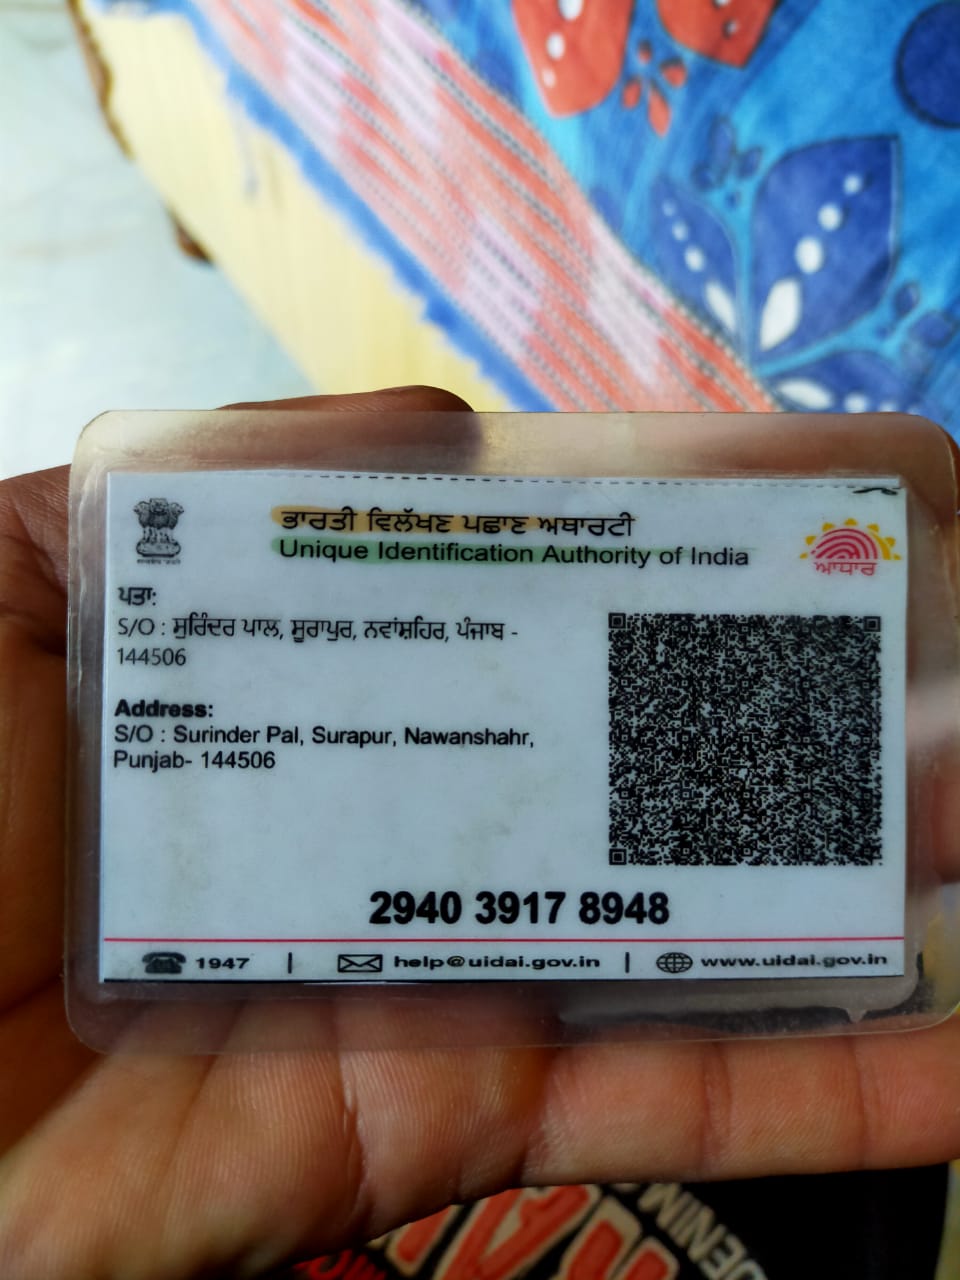 ਭਾਰਤੀ ਵਿਲੱਖਣ ਪਛਾਣ ਅਥਾਰਟੀ
Unique Identification Authority of India
ਆਧਾਰ
ਪਤਾ:
S/O : ਸੁਰਿੰਦਰ ਪਾਲ, ਸੂਰਾਪੁਰ, ਨਵਾਂਸ਼ਹਿਰ, ਪੰਜਾਬ -
144506
Address:
S/O : Surinder Pal, Surapur, Nawanshahr,
Punjab- 144506
2940 3917 8948
1947 | help@uidai.gov.in | www.uidai.gov.in
DENIM